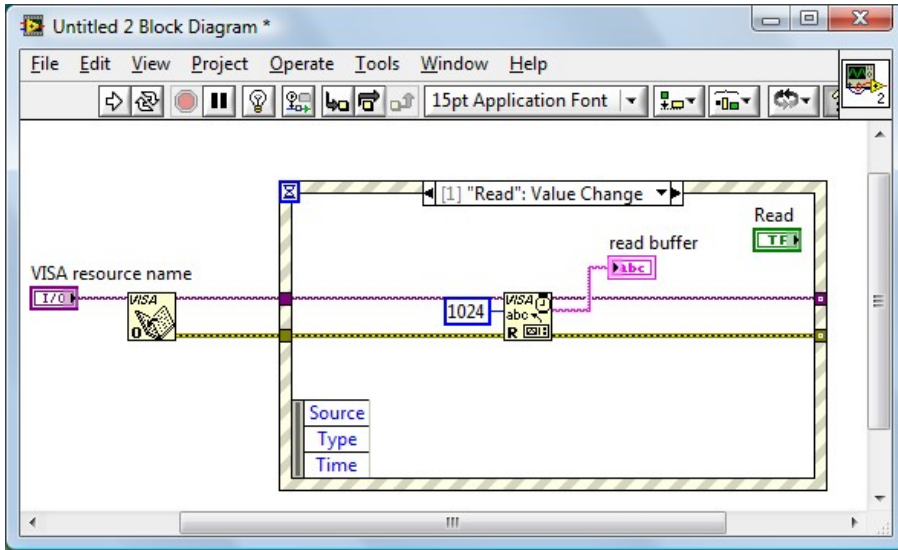 Untitled 2 Block Diagram *
File Edit View Project Operate Tools Window Help
15pt Application Font
2
[1] "Read": Value Change
Read
TF
read buffer
abc
VISA resource name
I/O
VISA
O
1024
VISA
abc
R
Source
Type
Time